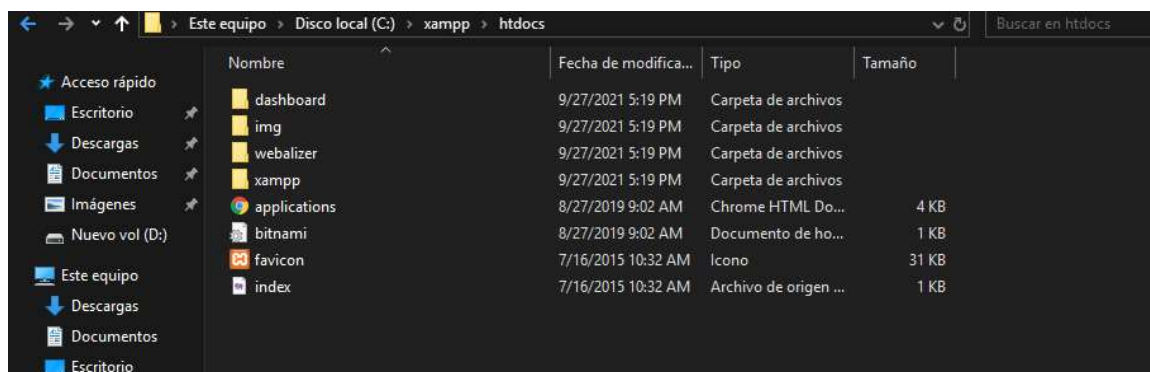 Este equipo > Disco local (C:) > xampp > htdocs
Buscar en htdocs
Nombre Fecha de modifica... Tipo Tamaño
Acceso rápido
Escritorio
Descargas
Documentos
Imágenes
Nuevo vol (D:)
Este equipo
Descargas
Documentos
Escritorio
dashboard 9/27/2021 5:19 PM Carpeta de archivos
img 9/27/2021 5:19 PM Carpeta de archivos
webalizer 9/27/2021 5:19 PM Carpeta de archivos
xampp 9/27/2021 5:19 PM Carpeta de archivos
applications 8/27/2019 9:02 AM Chrome HTML Do... 4 KB
bitnami 8/27/2019 9:02 AM Documento de ho... 1 KB
favicon 7/16/2015 10:32 AM Icono 31 KB
index 7/16/2015 10:32 AM Archivo de origen ... 1 KB